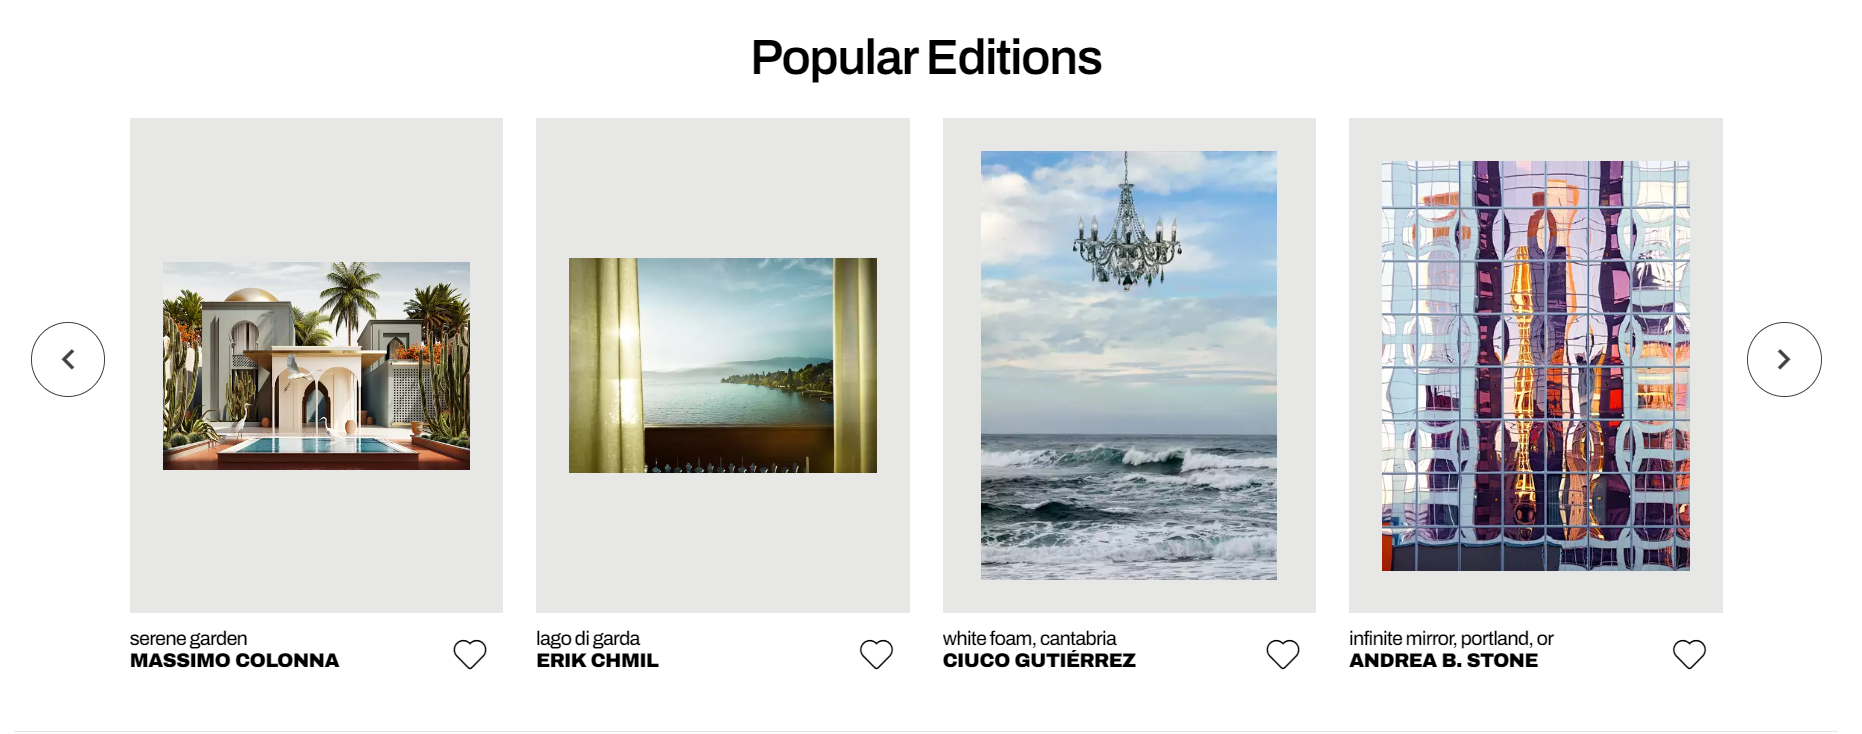 Popular Editions
serene garden
MASSIMO COLONNA
lago di garda
ERIK CHMIL
white foam, cantabria
CIUCO GUTIÉRREZ
infinite mirror, portland, or
ANDREA B. STONE